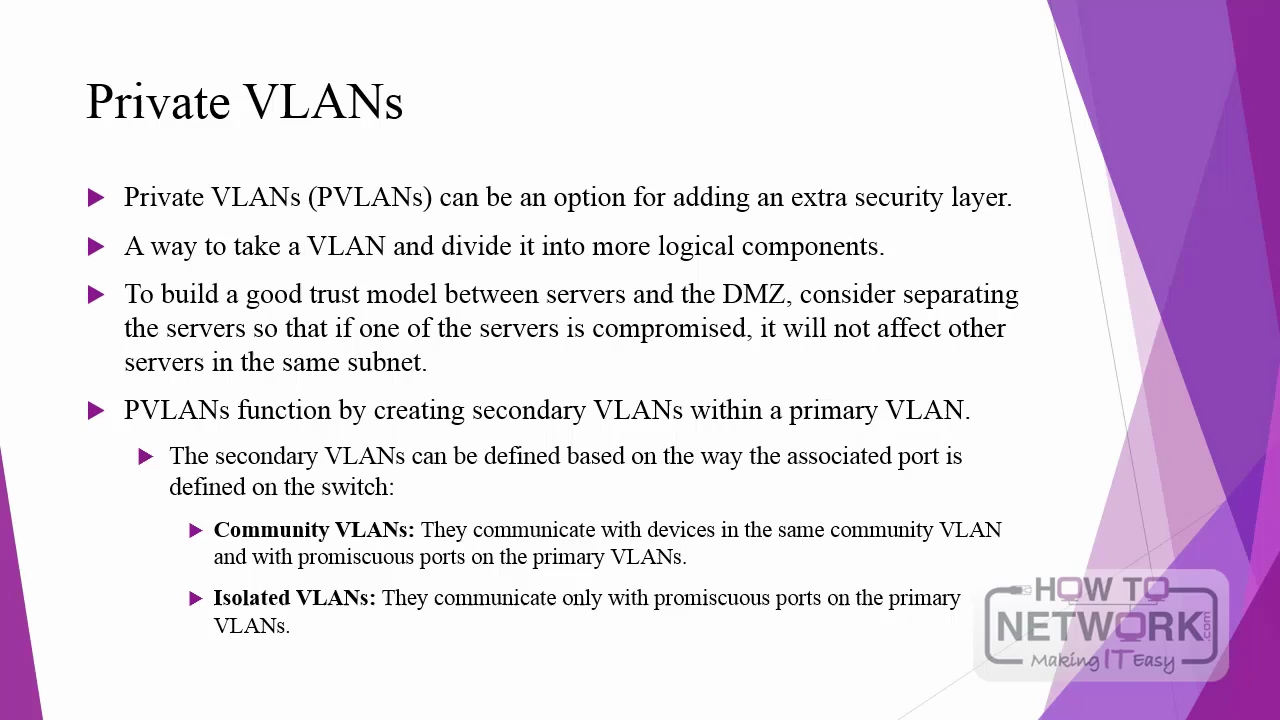 Private VLANs
Private VLANs (PVLANs) can be an option for adding an extra security layer.
A way to take a VLAN and divide it into more logical components.
To build a good trust model between servers and the DMZ, consider separating
the servers so that if one of the servers is compromised, it will not affect other
servers in the same subnet.
PVLANs function by creating secondary VLANs within a primary VLAN.
The secondary VLANs can be defined based on the way the associated port is
defined on the switch:
Community VLANs: They communicate with devices in the same community VLAN
and with promiscuous ports on the primary VLANs.
Isolated VLANs: They communicate only with promiscuous ports on the primary
VLANs.
HOW TO
NETWORK.com
Making IT Easy